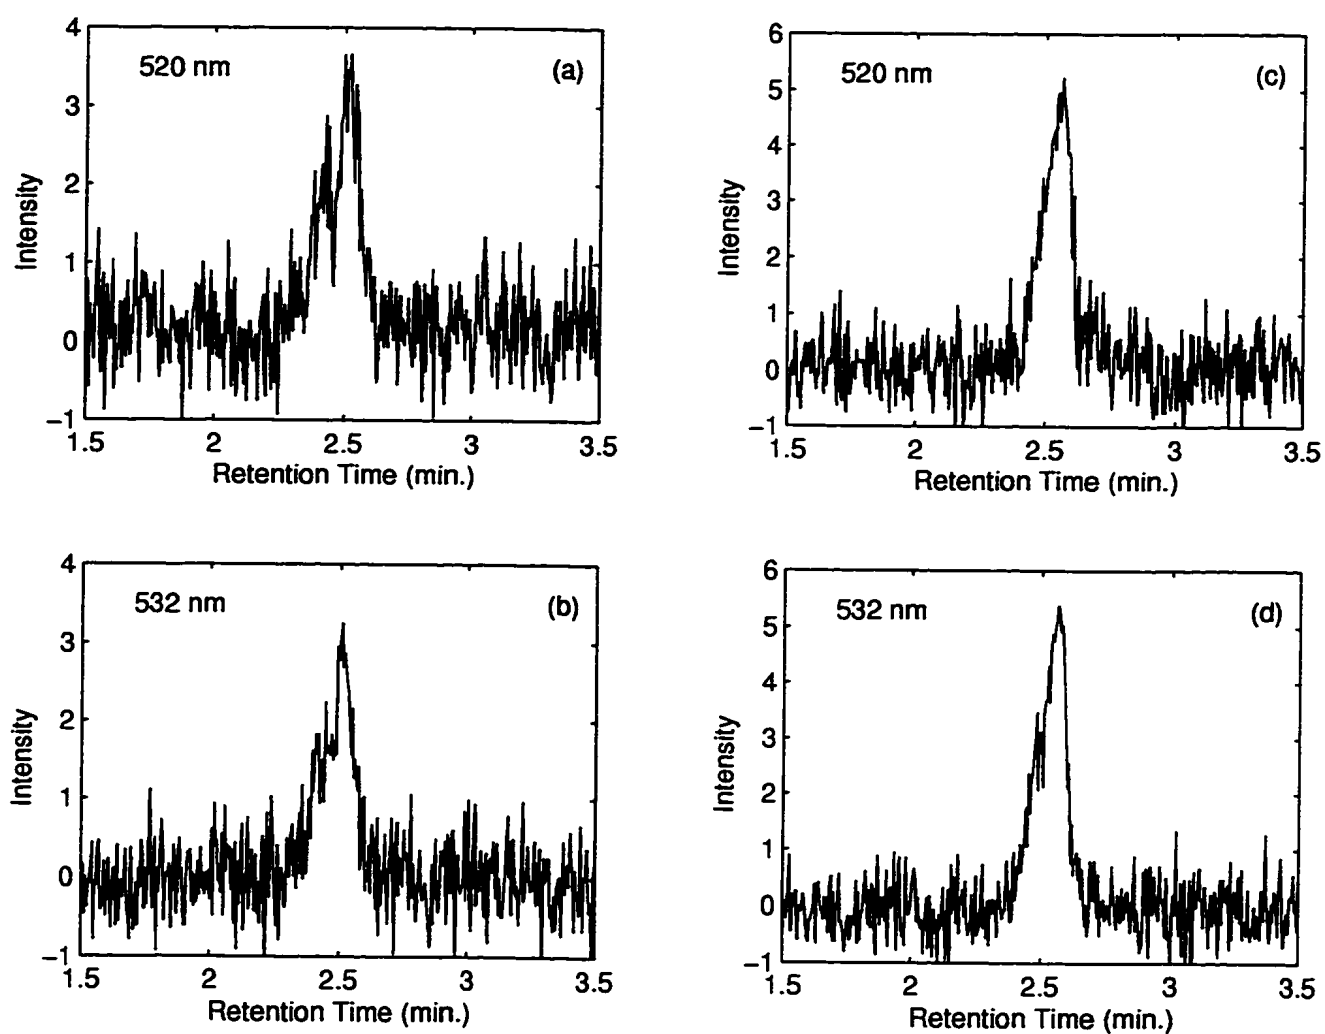 520 nm
(a)
4
3
2
1
0
−1
Intensity
1.5 2 2.5 3 3.5
Retention Time (min.)
520 nm
(c)
6
5
4
3
2
1
0
−1
Intensity
1.5 2 2.5 3 3.5
Retention Time (min.)
532 nm
(b)
4
3
2
1
0
−1
Intensity
1.5 2 2.5 3 3.5
Retention Time (min.)
532 nm
(d)
6
5
4
3
2
1
0
−1
Intensity
1.5 2 2.5 3 3.5
Retention Time (min.)